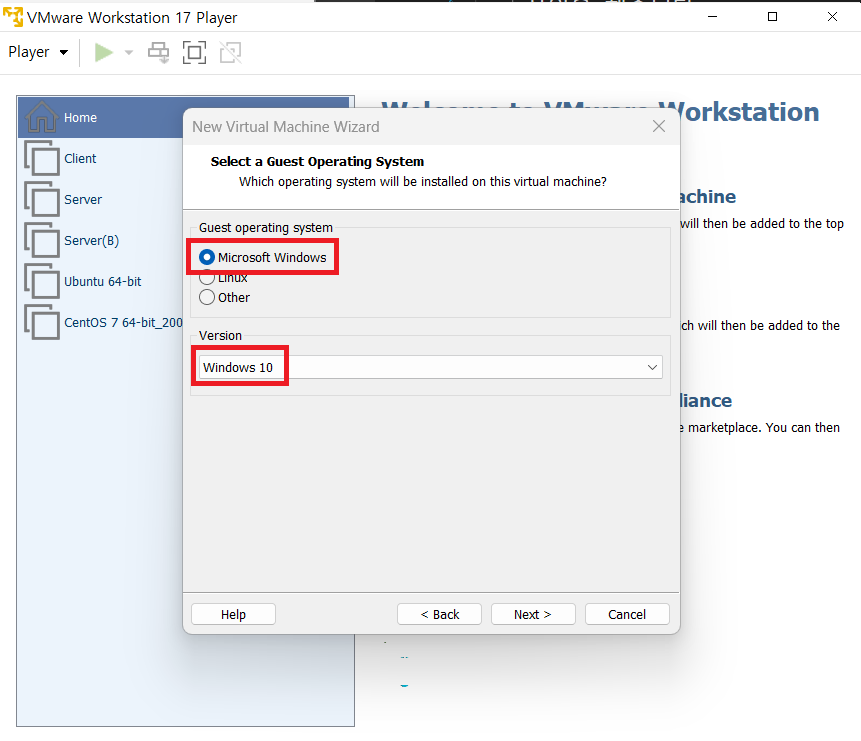 VMware Workstation 17 Player
Player
Home
Client
Server
Server(B)
Ubuntu 64-bit
CentOS 7 64-bit_200
Welcome to VMware Workstation
achine
will then be added to the top
ch will then be added to the
liance
e marketplace. You can then
New Virtual Machine Wizard
Select a Guest Operating System
Which operating system will be installed on this virtual machine?
Guest operating system
Microsoft Windows
Linux
Other
Version
Windows 10
Help
< Back
Next >
Cancel